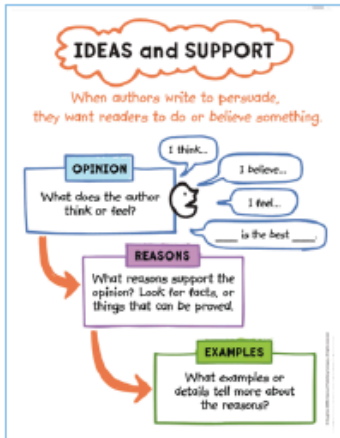 IDEAS and SUPPORT
When authors write to persuade,
they want readers to do or believe something.
I think...
OPINION
I believe...
What does the author
think or feel?
I feel...
____ is the best ____.
REASONS
What reasons support the
opinion? Look for facts, or
things that can be proved.
EXAMPLES
What examples or
details tell more about
the reasons?